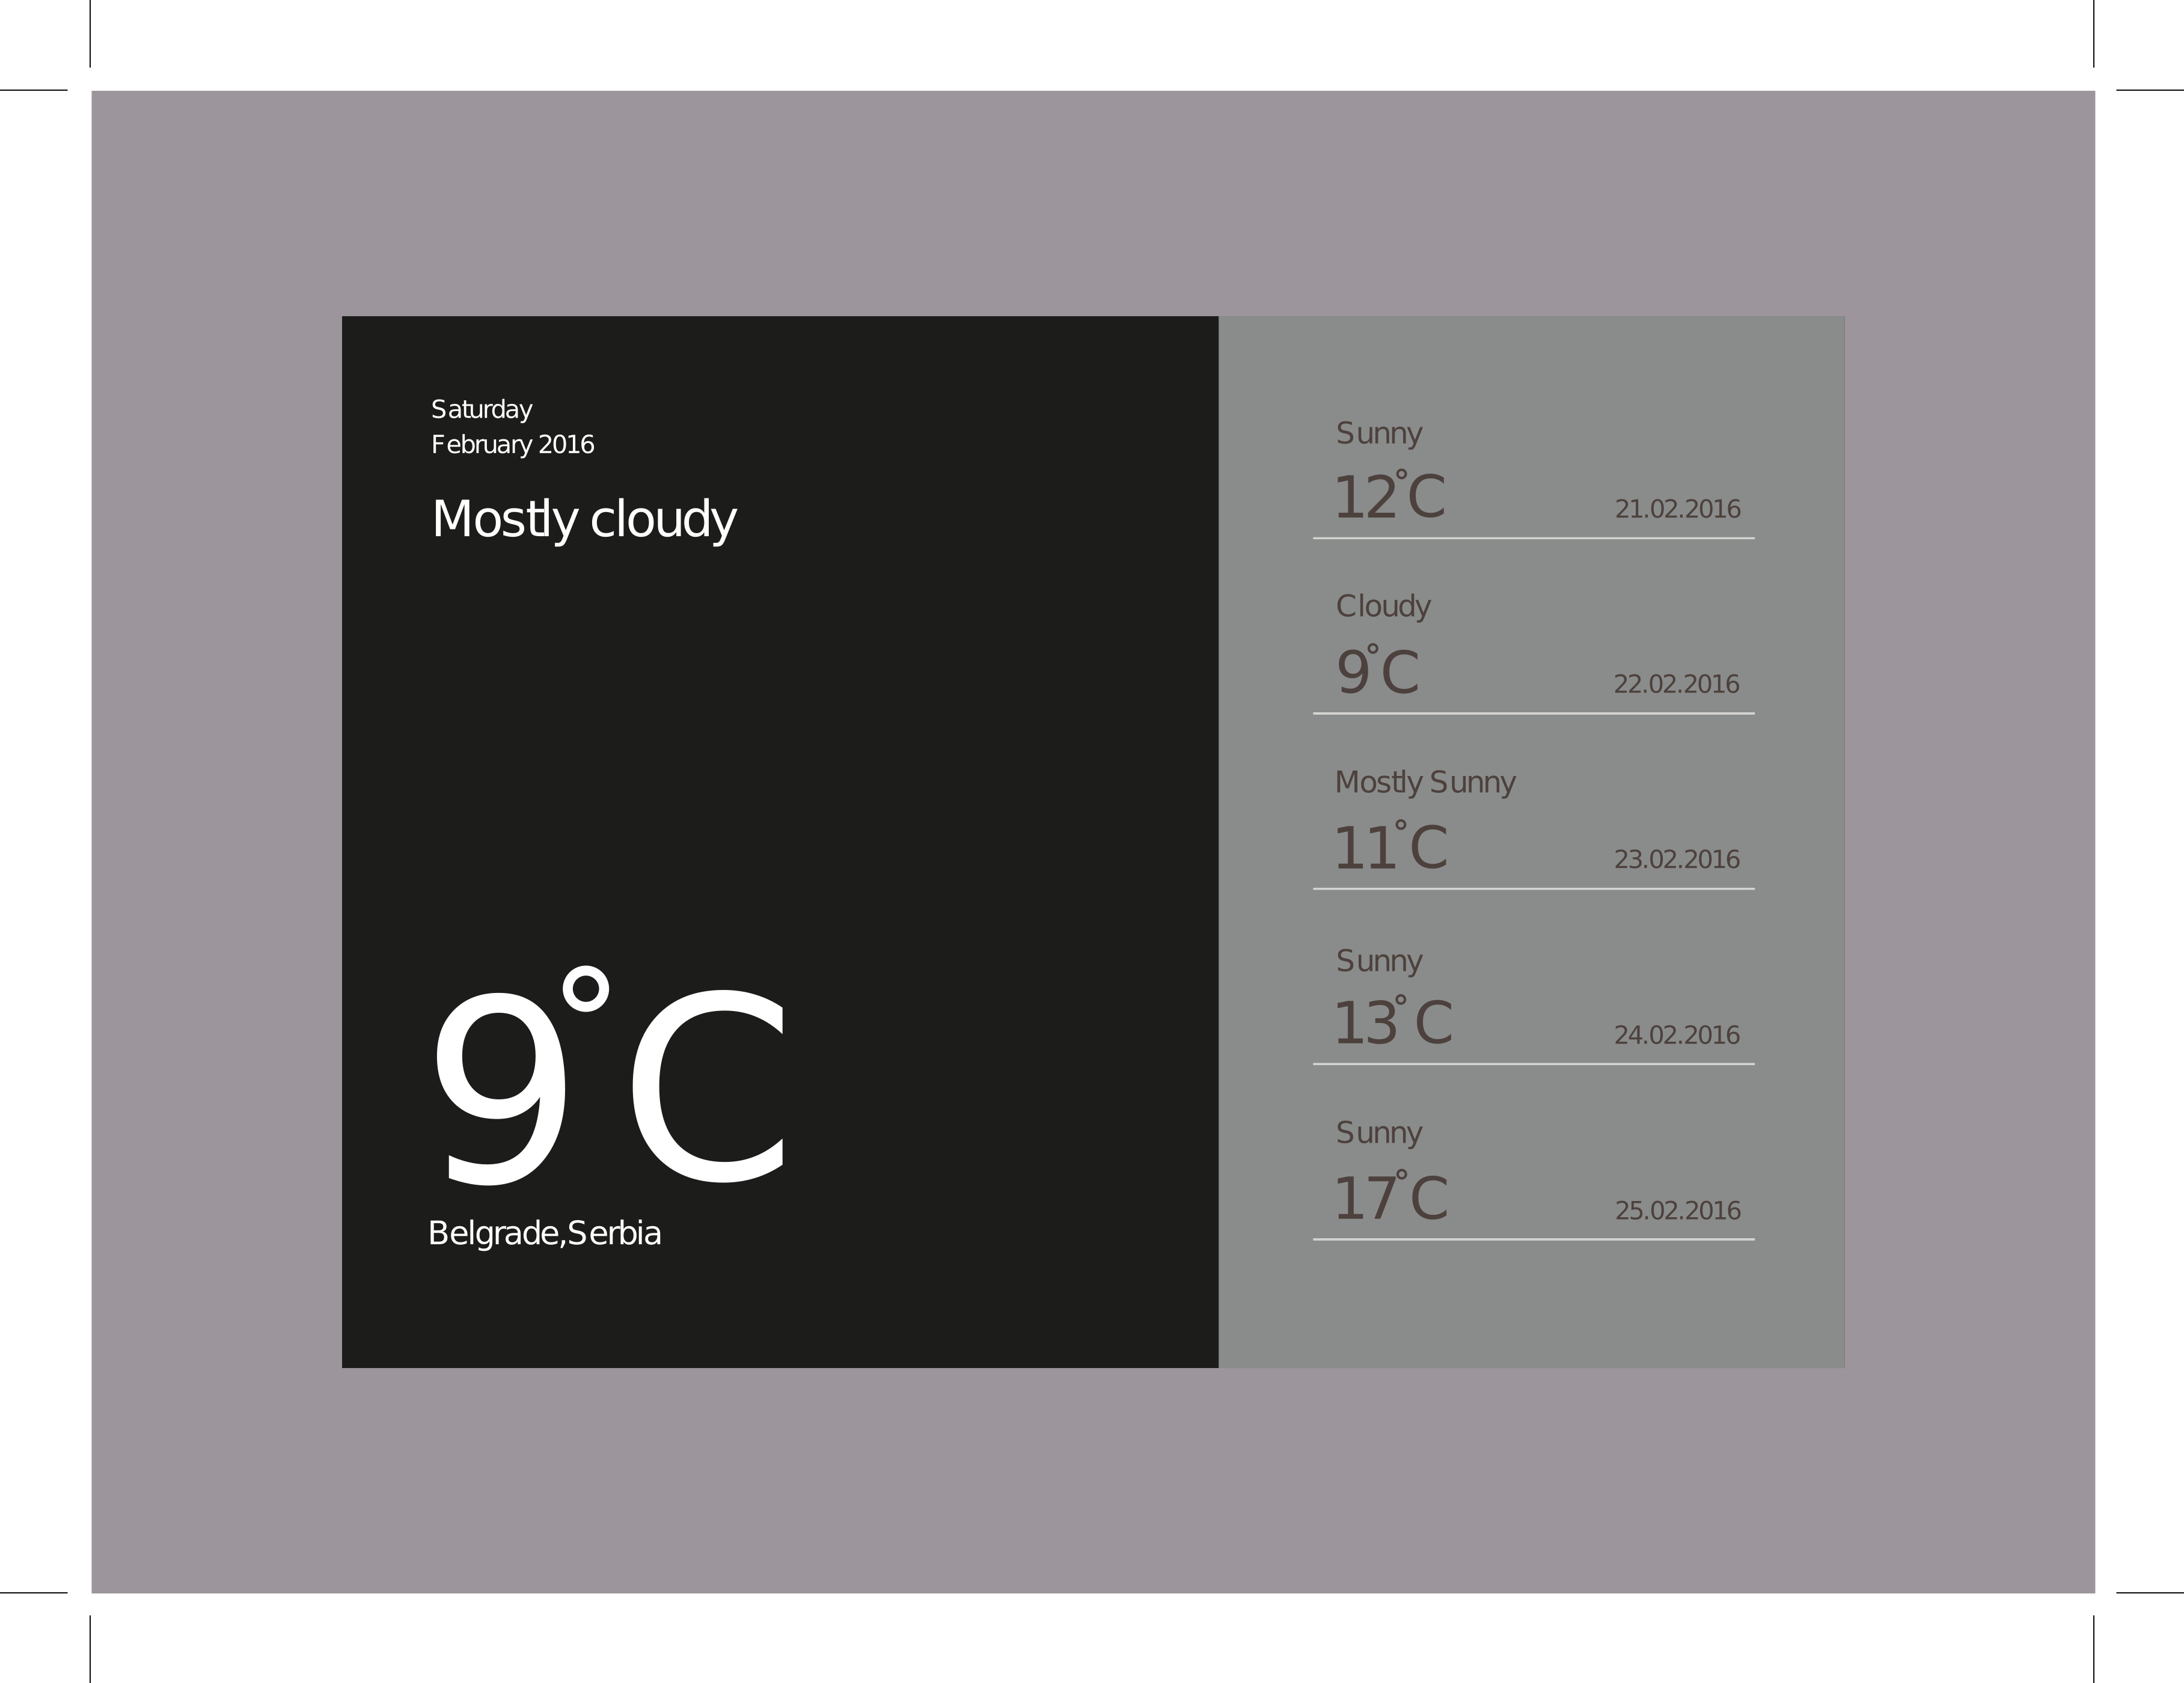 Saturday
February 2016
Mostly cloudy
9°C
Belgrade,Serbia
Sunny
12°C 21.02.2016
Cloudy
9°C 22.02.2016
Mostly Sunny
11°C 23.02.2016
Sunny
13°C 24.02.2016
Sunny
17°C 25.02.2016